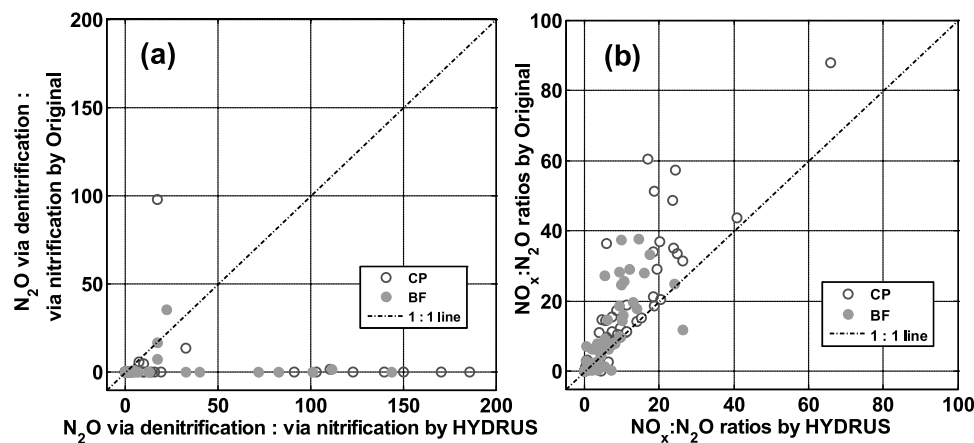 (a)
N₂O via denitrification :
via nitrification by Original
200
150
100
50
0
0 50 100 150 200
N₂O via denitrification : via nitrification by HYDRUS
CP
BF
1 : 1 line
(b)
NOₓ:N₂O ratios by Original
100
80
60
40
20
0
0 20 40 60 80 100
NOₓ:N₂O ratios by HYDRUS
CP
BF
1 : 1 line